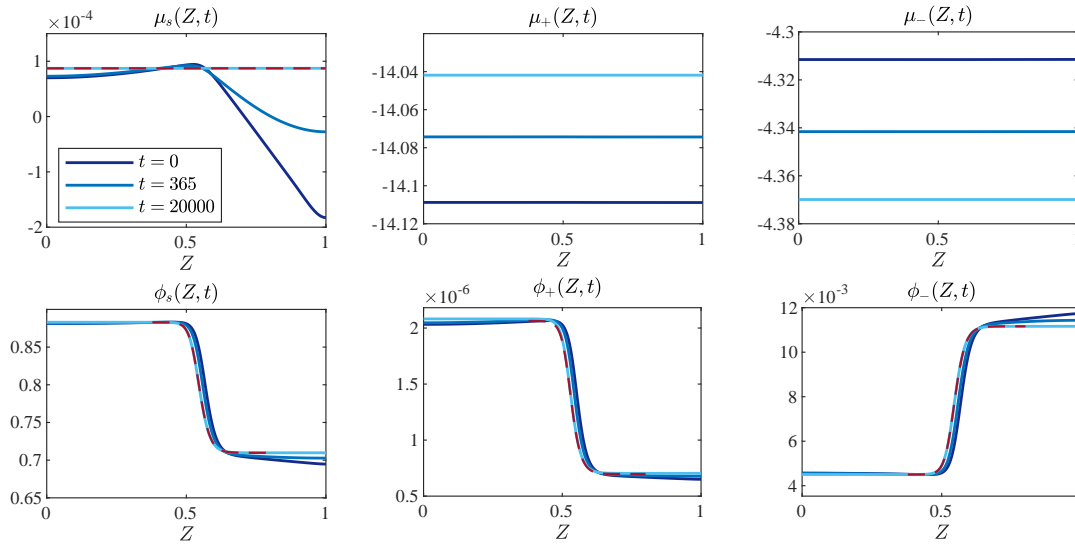 μ_s(Z, t)
×10⁻⁴
1
0
-1
-2
t = 0
t = 365
t = 20000
0 0.5 1
Z
μ_+(Z, t)
-14.04
-14.06
-14.08
-14.1
-14.12
0 0.5 1
Z
μ_−(Z, t)
-4.3
-4.32
-4.34
-4.36
-4.38
0 0.5 1
Z
ϕ_s(Z, t)
0.85
0.8
0.75
0.7
0.65
0 0.5 1
Z
ϕ_+(Z, t)
×10⁻⁶
2
1.5
1
0.5
0 0.5 1
Z
ϕ_−(Z, t)
×10⁻³
12
10
8
6
4
0 0.5 1
Z